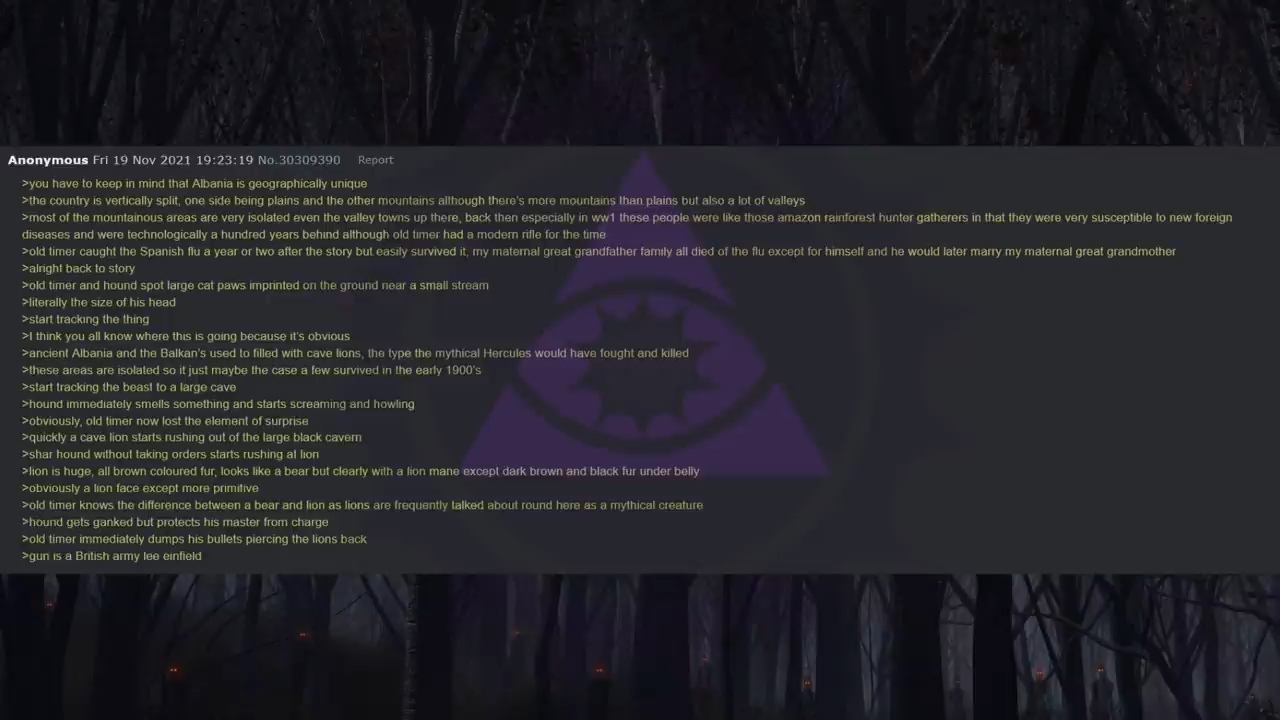 Anonymous Fri 19 Nov 2021 19:23:19 No.30309390 Report
>you have to keep in mind that Albania is geographically unique
>the country is vertically split, one side being plains and the other mountains although there's more mountains than plains but also a lot of valleys
>most of the mountainous areas are very isolated even the valley towns up there, back then especially in ww1 these people were like those amazon rainforest hunter gatherers in that they were very susceptible to new foreign
diseases and were technologically a hundred years behind although old timer had a modern rifle for the time
>old timer caught the Spanish flu a year or two after the story but easily survived it, my maternal great grandfather family all died of the flu except for himself and he would later marry my maternal great grandmother
>alright back to story
>old timer and hound spot large cat paws imprinted on the ground near a small stream
>literally the size of his head
>start tracking the thing
>I think you all know where this is going because it's obvious
>ancient Albania and the Balkan's used to filled with cave lions, the type the mythical Hercules would have fought and killed
>these areas are isolated so it just maybe the case a few survived in the early 1900's
>start tracking the beast to a large cave
>hound immediately smells something and starts screaming and howling
>obviously, old timer now lost the element of surprise
>quickly a cave lion starts rushing out of the large black cavern
>shar hound without taking orders starts rushing at lion
>lion is huge, all brown coloured fur, looks like a bear but clearly with a lion mane except dark brown and black fur under belly
>obviously a lion face except more primitive
>old timer knows the difference between a bear and lion as lions are frequently talked about round here as a mythical creature
>hound gets ganked but protects his master from charge
>old timer immediately dumps his bullets piercing the lions back
>gun is a British army lee einfield